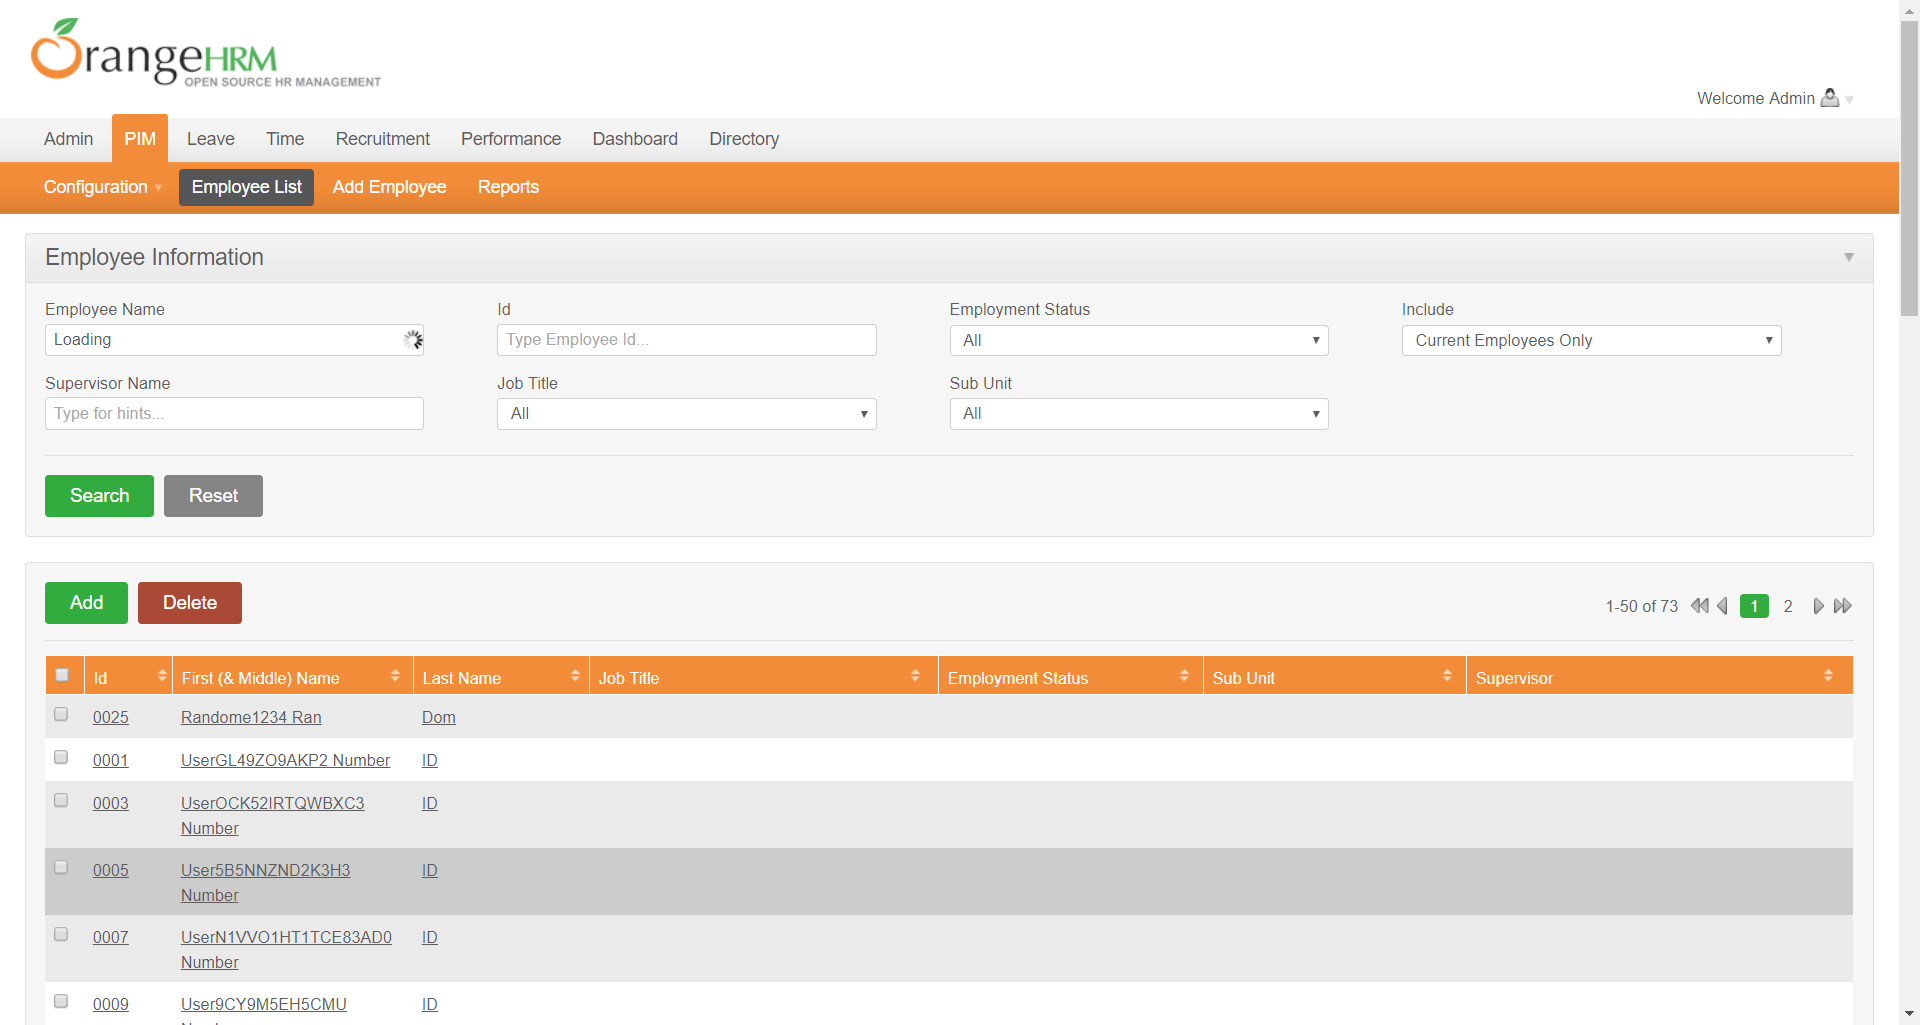 OrangeHRM
OPEN SOURCE HR MANAGEMENT
Welcome Admin
Admin PIM Leave Time Recruitment Performance Dashboard Directory
Configuration Employee List Add Employee Reports
Employee Information
Employee Name Id Employment Status Include
Loading Type Employee Id... All Current Employees Only
Supervisor Name Job Title Sub Unit
Type for hints... All All
Search Reset
Add Delete 1-50 of 73 1 2
Id First (& Middle) Name Last Name Job Title Employment Status Sub Unit Supervisor
0025 Randome1234 Ran Dom
0001 UserGL49ZO9AKP2 Number ID
0003 UserOCK52IRTQWBXC3 ID
Number
0005 User5B5NNZND2K3H3 ID
Number
0007 UserN1VVO1HT1TCE83AD0 ID
Number
0009 User9CY9M5EH5CMU ID